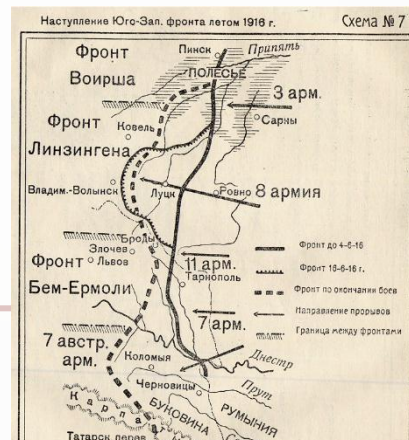 Наступление Юго-Зап. фронта летом 1916 г.
Схема № 7
Фронт
Воирша
Пинск
Припять
ПОЛЕСЬЕ
3 арм.
Сарны
Фронт
Линзингена
Ковель
Владим.-Волынск
Луцк
Ровно
8 армия
Броды
Злочев
Львов
Фронт
Бем-Ермоли
11 арм.
Тарнополь
7 арм.
7 австр.
арм.
Коломыя
Днестр
Черновицы
Прут
БУКОВИНА
РУМЫНИЯ
Карпа
Татарск перев.
Фронт до 4-6-16
Фронт 16-6-16 г.
Фронт по окончании боев
Направление прорывов
Граница между фронтами